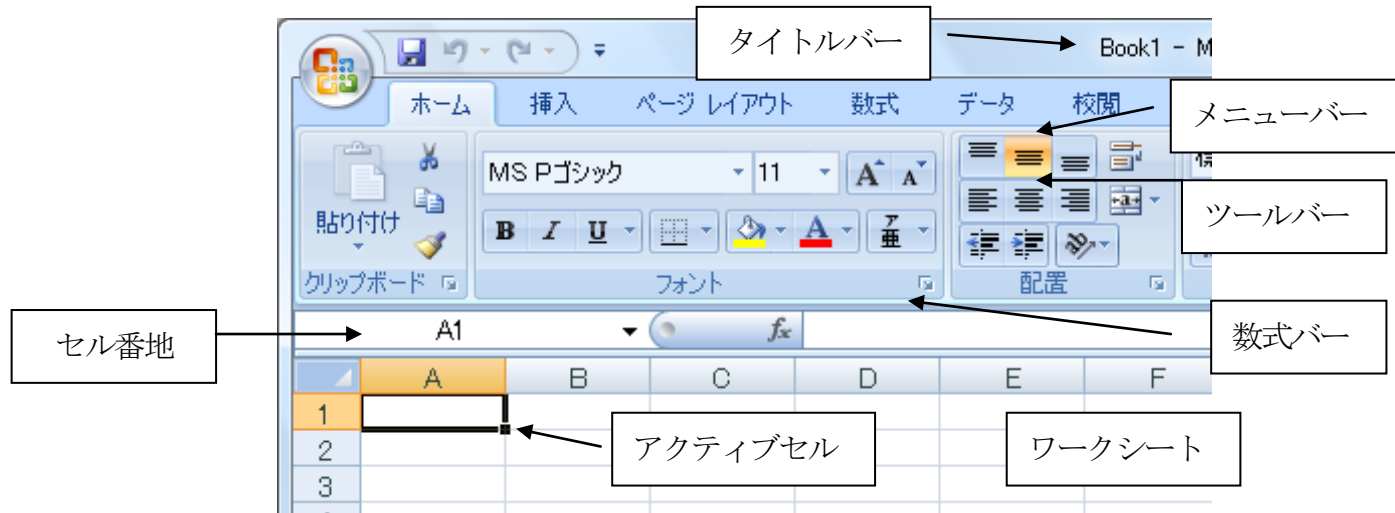 タイトルバー
Book1 - M
ホーム 挿入 ページ レイアウト 数式 データ 校閲
メニューバー
MS Pゴシック 11 A A
ツールバー
貼り付け
B I U A ア亜
クリップボード フォント 配置
セル番地
A1 fx
数式バー
A B C D E F
1
2
3
アクティブセル
ワークシート